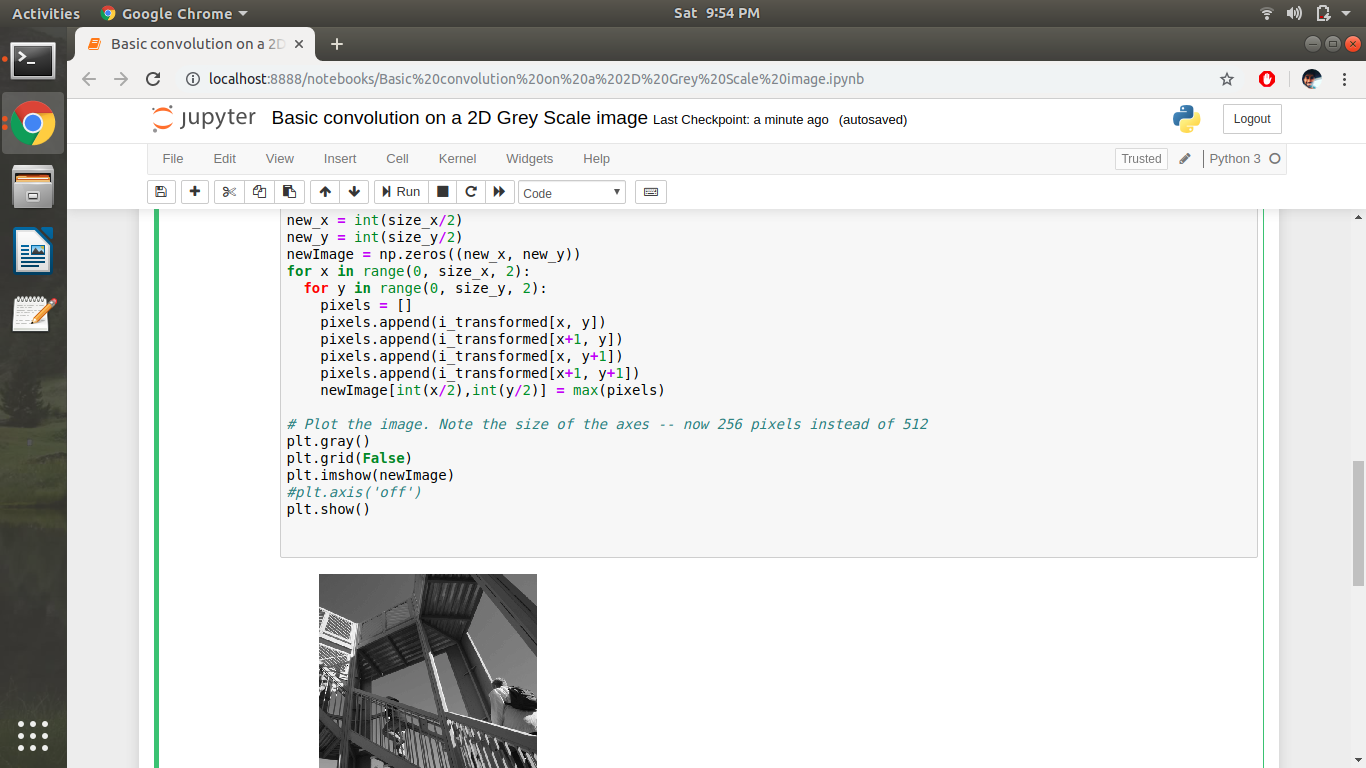 Activities Google Chrome Sat 9:54 PM
Basic convolution on a 2D
localhost:8888/notebooks/Basic%20convolution%20on%20a%202D%20Grey%20Scale%20image.ipynb
jupyter Basic convolution on a 2D Grey Scale image Last Checkpoint: a minute ago (autosaved) Logout
File Edit View Insert Cell Kernel Widgets Help Trusted Python 3
Run Code
new_x = int(size_x/2)
new_y = int(size_y/2)
newImage = np.zeros((new_x, new_y))
for x in range(0, size_x, 2):
  for y in range(0, size_y, 2):
    pixels = []
    pixels.append(i_transformed[x, y])
    pixels.append(i_transformed[x+1, y])
    pixels.append(i_transformed[x, y+1])
    pixels.append(i_transformed[x+1, y+1])
    newImage[int(x/2),int(y/2)] = max(pixels)
# Plot the image. Note the size of the axes -- now 256 pixels instead of 512
plt.gray()
plt.grid(False)
plt.imshow(newImage)
#plt.axis('off')
plt.show()